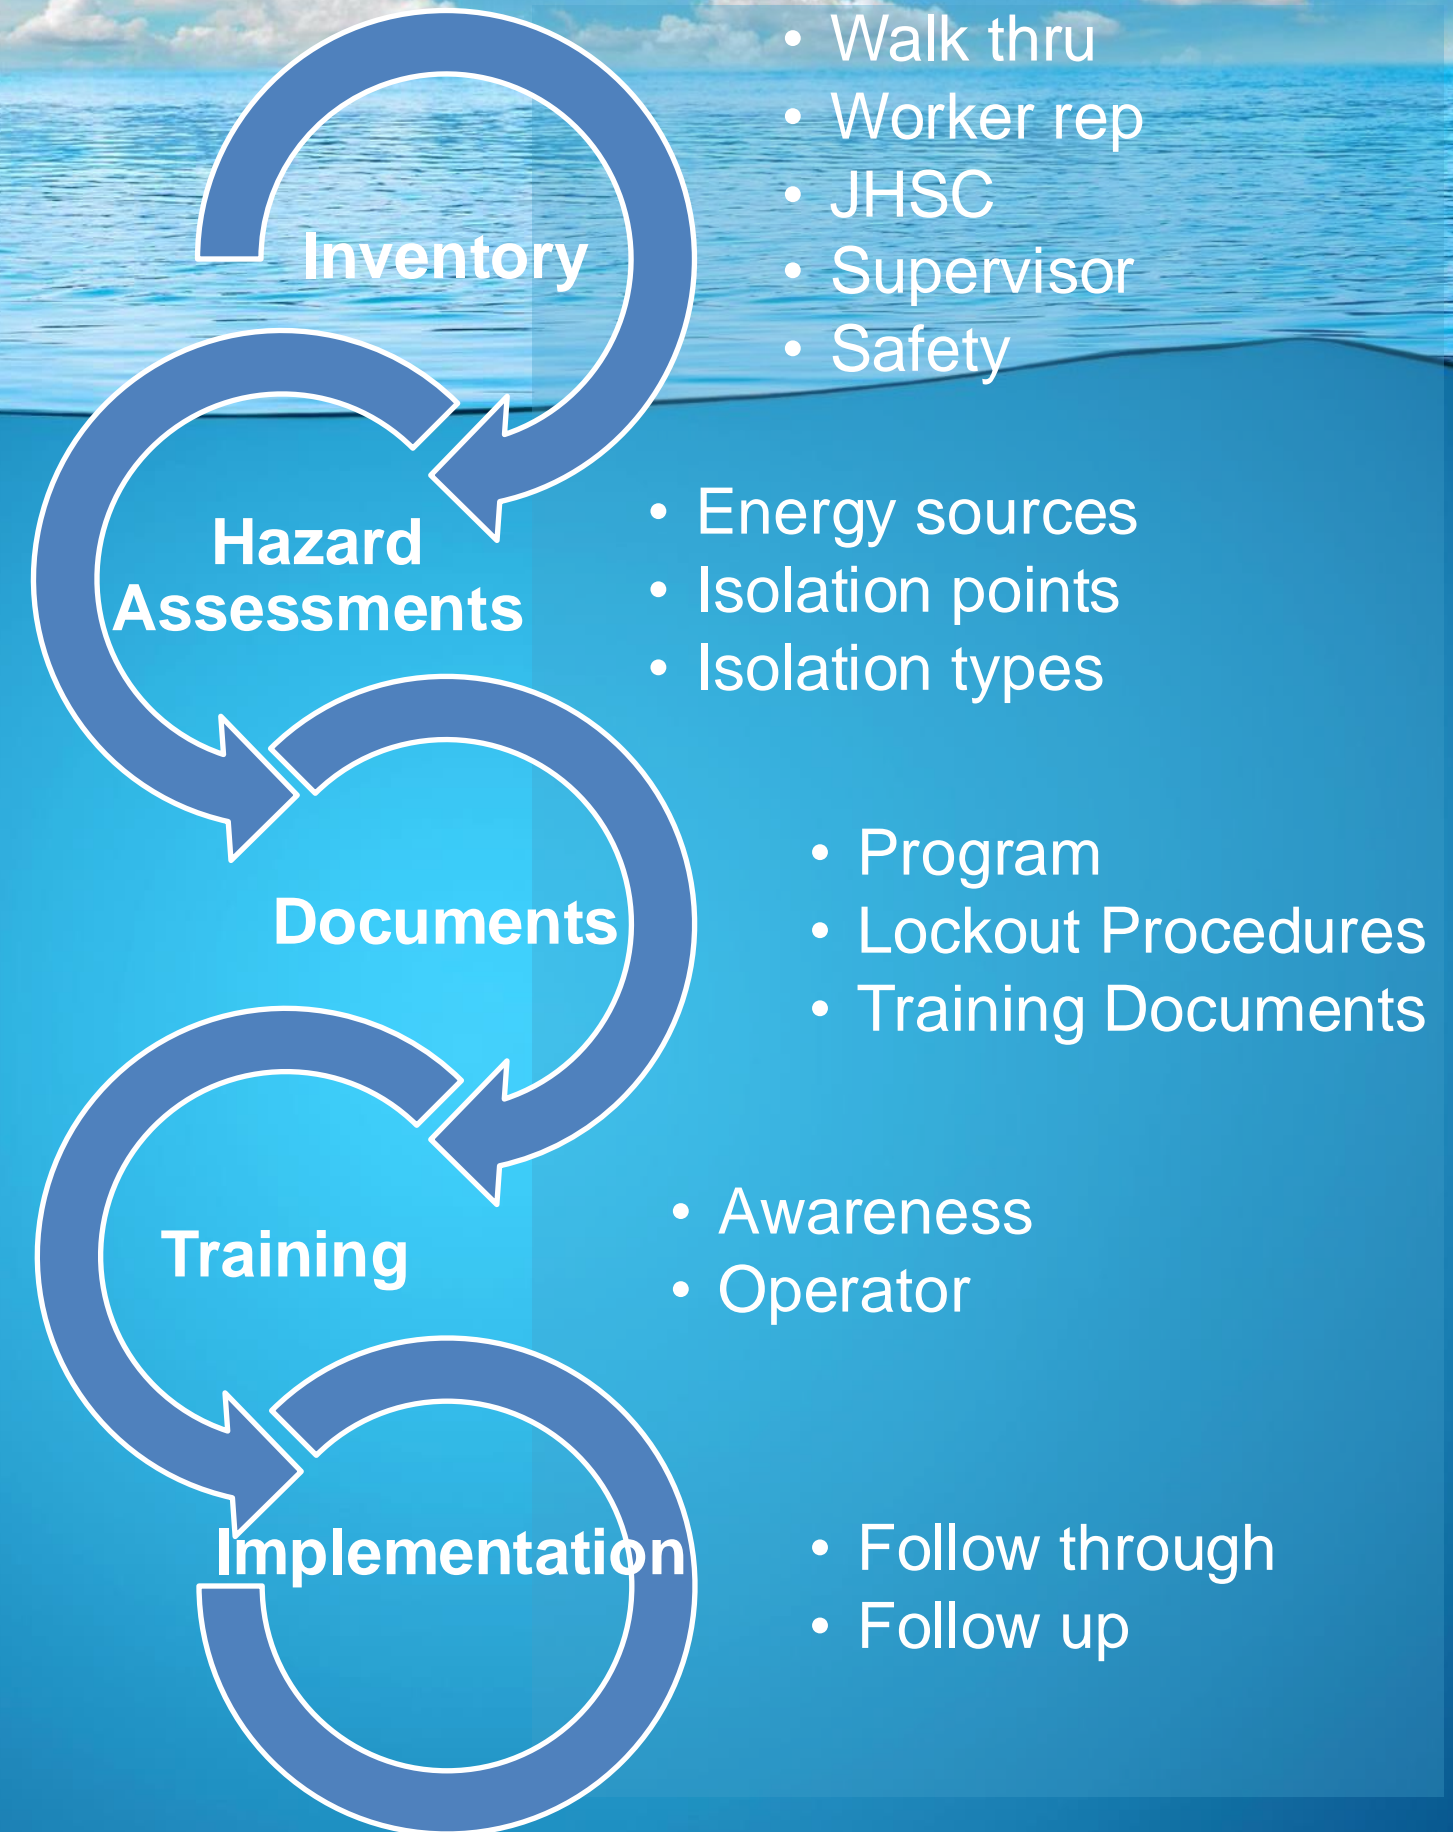 Inventory
• Walk thru
• Worker rep
• JHSC
• Supervisor
• Safety
Hazard
Assessments
• Energy sources
• Isolation points
• Isolation types
Documents
• Program
• Lockout Procedures
• Training Documents
Training
• Awareness
• Operator
Implementation
• Follow through
• Follow up